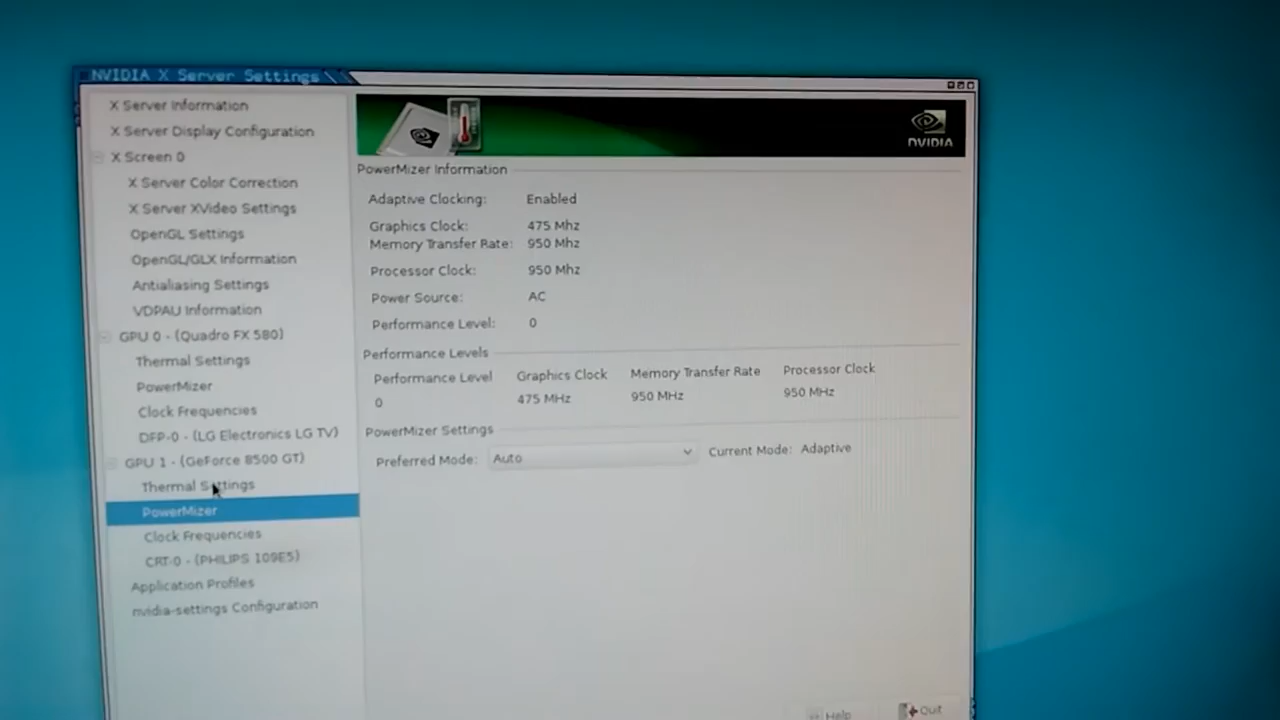 NVIDIA X Server Settings
X Server Information
X Server Display Configuration
X Screen 0
X Server Color Correction
X Server XVideo Settings
OpenGL Settings
OpenGL/GLX Information
Antialiasing Settings
VDPAU Information
GPU 0 - (Quadro FX 580)
Thermal Settings
PowerMizer
Clock Frequencies
DFP-0 - (LG Electronics LG TV)
GPU 1 - (GeForce 8500 GT)
Thermal Settings
PowerMizer
Clock Frequencies
CRT-0 - (PHILIPS 109E5)
Application Profiles
nvidia-settings Configuration
NVIDIA
PowerMizer Information
Adaptive Clocking: Enabled
Graphics Clock: 475 Mhz
Memory Transfer Rate: 950 Mhz
Processor Clock: 950 Mhz
Power Source: AC
Performance Level: 0
Performance Levels
Performance Level Graphics Clock Memory Transfer Rate Processor Clock
0 475 MHz 950 MHz 950 MHz
PowerMizer Settings
Preferred Mode: Auto Current Mode: Adaptive
Help Quit